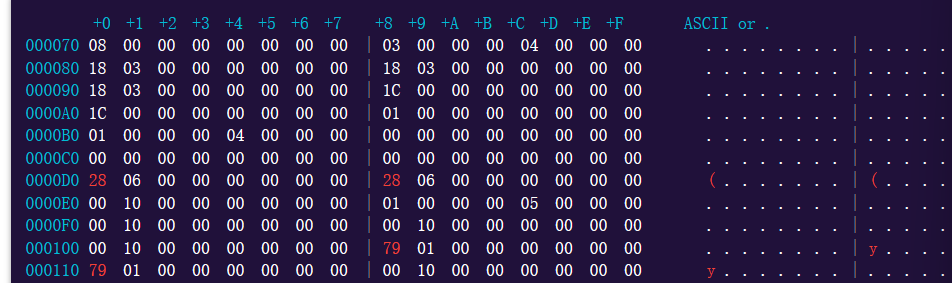 +0 +1 +2 +3 +4 +5 +6 +7 +8 +9 +A +B +C +D +E +F ASCII or .
000070 08 00 00 00 00 00 00 00 | 03 00 00 00 04 00 00 00 . . . . . . . . | . . . . .
000080 18 03 00 00 00 00 00 00 | 18 03 00 00 00 00 00 00 . . . . . . . . | . . . . .
000090 18 03 00 00 00 00 00 00 | 1C 00 00 00 00 00 00 00 . . . . . . . . | . . . . .
0000A0 1C 00 00 00 00 00 00 00 | 01 00 00 00 00 00 00 00 . . . . . . . . | . . . . .
0000B0 01 00 00 00 04 00 00 00 | 00 00 00 00 00 00 00 00 . . . . . . . . | . . . . .
0000C0 00 00 00 00 00 00 00 00 | 00 00 00 00 00 00 00 00 . . . . . . . . | . . . . .
0000D0 28 06 00 00 00 00 00 00 | 28 06 00 00 00 00 00 00 ( . . . . . . . | ( . . . .
0000E0 00 10 00 00 00 00 00 00 | 01 00 00 00 05 00 00 00 . . . . . . . . | . . . . .
0000F0 00 10 00 00 00 00 00 00 | 00 10 00 00 00 00 00 00 . . . . . . . . | . . . . .
000100 00 10 00 00 00 00 00 00 | 79 01 00 00 00 00 00 00 . . . . . . . . | y . . . .
000110 79 01 00 00 00 00 00 00 | 00 10 00 00 00 00 00 00 y . . . . . . . | . . . . .